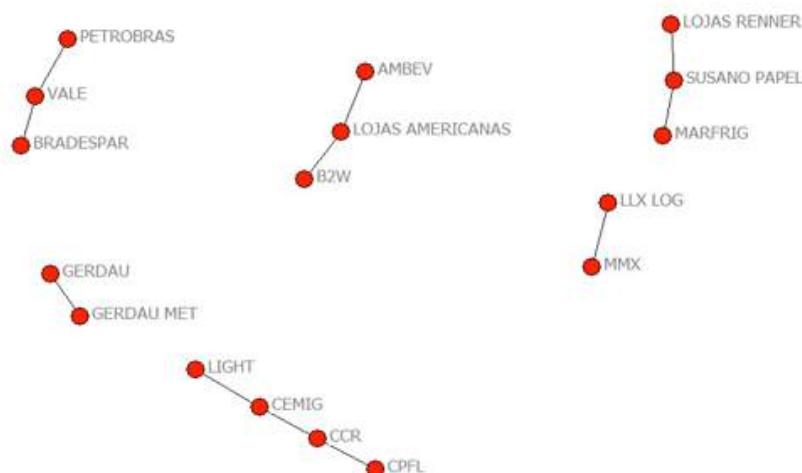 LOJAS RENNER
PETROBRAS
AMBEV
SUSANO PAPEL
VALE
LOJAS AMERICANAS
MARFRIG
BRADESPAR
B2W
LLX LOG
MMX
GERDAU
GERDAU MET
LIGHT
CEMIG
CCR
CPFL